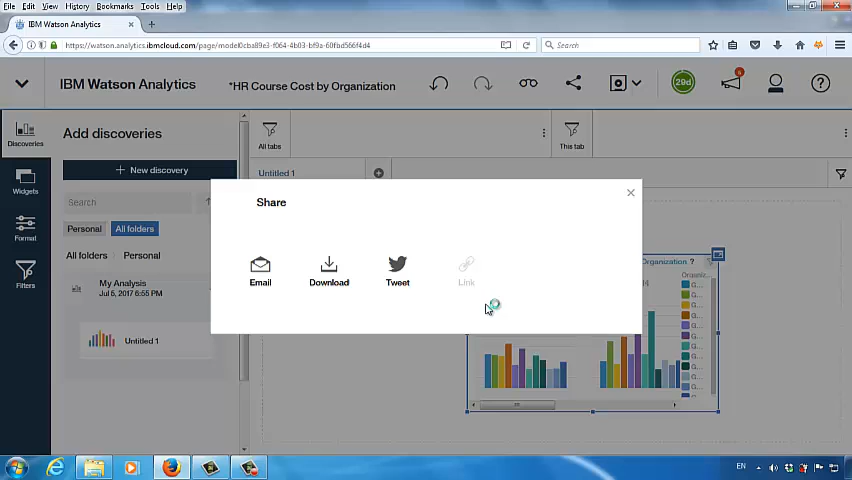 File Edit View History Bookmarks Tools Help
IBM Watson Analytics
https://watson.analytics.ibmcloud.com/page/model0cba89e3-f064-4b03-bf9a-60fbd566f4d4
Search
IBM Watson Analytics
*HR Course Cost by Organization
29d
Discoveries
Widgets
Format
Filters
Add discoveries
+ New discovery
Search
Personal
All folders
All folders > Personal
My Analysis
Jul 5, 2017 6:55 PM
Untitled 1
All tabs
This tab
Untitled 1
Share
Email
Download
Tweet
Link
Organization ?
G...
G...
G...
G...
G...
G...
G...
G...
G...
G...
EN